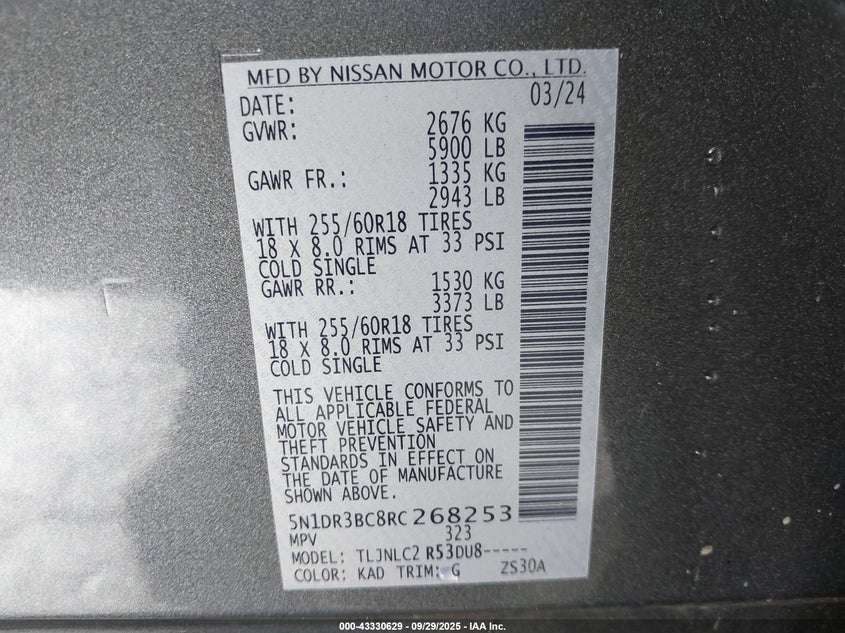 MFD BY NISSAN MOTOR CO., LTD.
DATE: 03/24
GVWR: 2676 KG
5900 LB
GAWR FR.: 1335 KG
2943 LB
WITH 255/60R18 TIRES
18 X 8.0 RIMS AT 33 PSI
COLD SINGLE
GAWR RR.: 1530 KG
3373 LB
WITH 255/60R18 TIRES
18 X 8.0 RIMS AT 33 PSI
COLD SINGLE
THIS VEHICLE CONFORMS TO
ALL APPLICABLE FEDERAL
MOTOR VEHICLE SAFETY AND
THEFT PREVENTION
STANDARDS IN EFFECT ON
THE DATE OF MANUFACTURE
SHOWN ABOVE.
5N1DR3BC8RC268253
MPV 323
MODEL: TLJNLC2 R53DU8-----
COLOR: KAD TRIM: G ZS30A
000-43330629 - 09/29/2025 - IAA Inc.